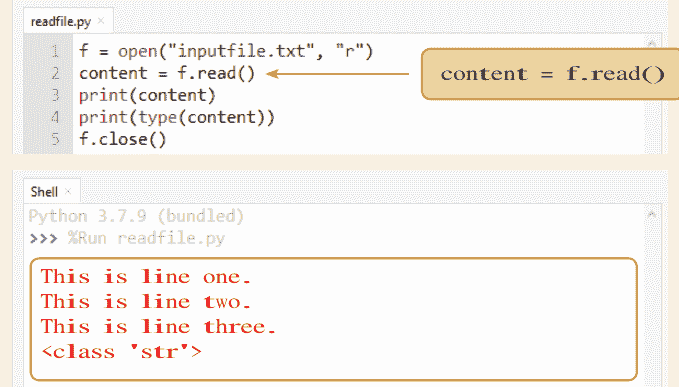 readfile.py ×
1 f = open("inputfile.txt", "r")
2 content = f.read()
content = f.read()
3 print(content)
4 print(type(content))
5 f.close()
Shell ×
Python 3.7.9 (bundled)
>>> %Run readfile.py
This is line one.
This is line two.
This is line three.
<class 'str'>